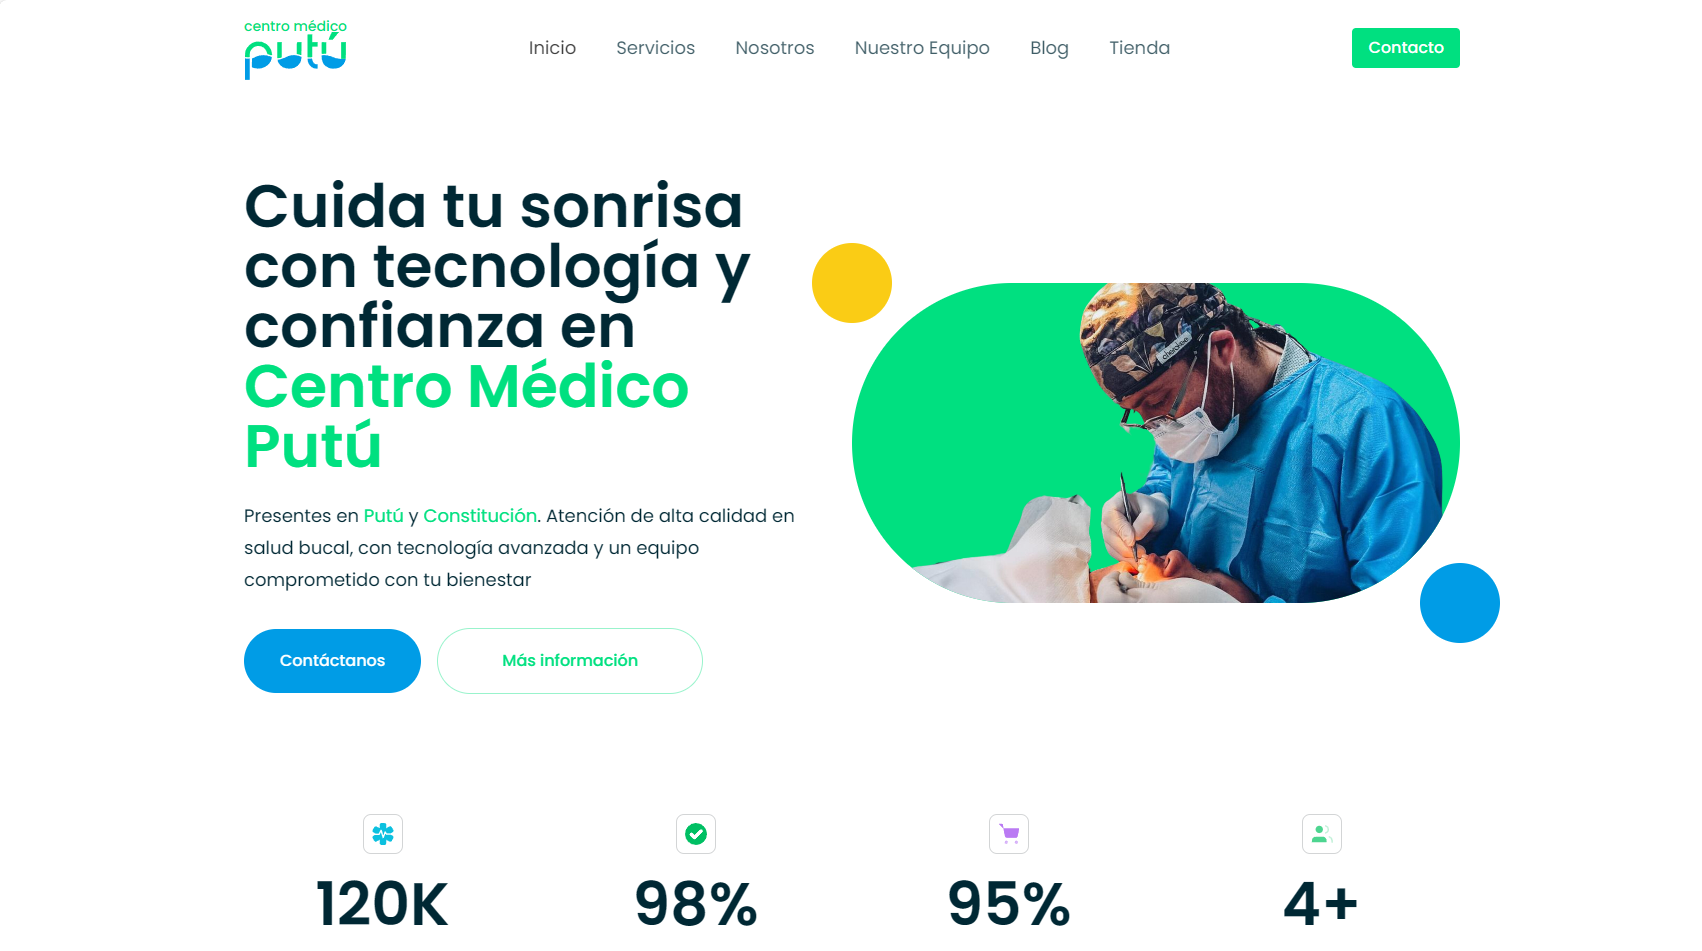 centro médico
putú
Inicio
Servicios
Nosotros
Nuestro Equipo
Blog
Tienda
Contacto
Cuida tu sonrisa
con tecnología y
confianza en
Centro Médico
Putú
Presentes en Putú y Constitución. Atención de alta calidad en
salud bucal, con tecnología avanzada y un equipo
comprometido con tu bienestar
Contáctanos
Más información
cherokee
120K
98%
95%
4+